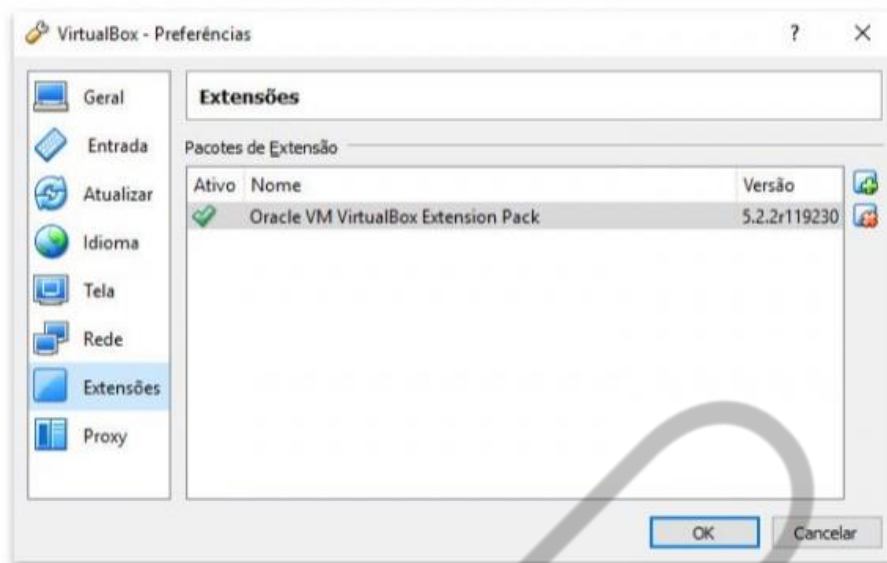 VirtualBox - Preferências ?
Geral
Entrada
Atualizar
Idioma
Tela
Rede
Extensões
Proxy
Extensões
Pacotes de Extensão
Ativo Nome Versão
Oracle VM VirtualBox Extension Pack 5.2.2r119230
OK Cancelar